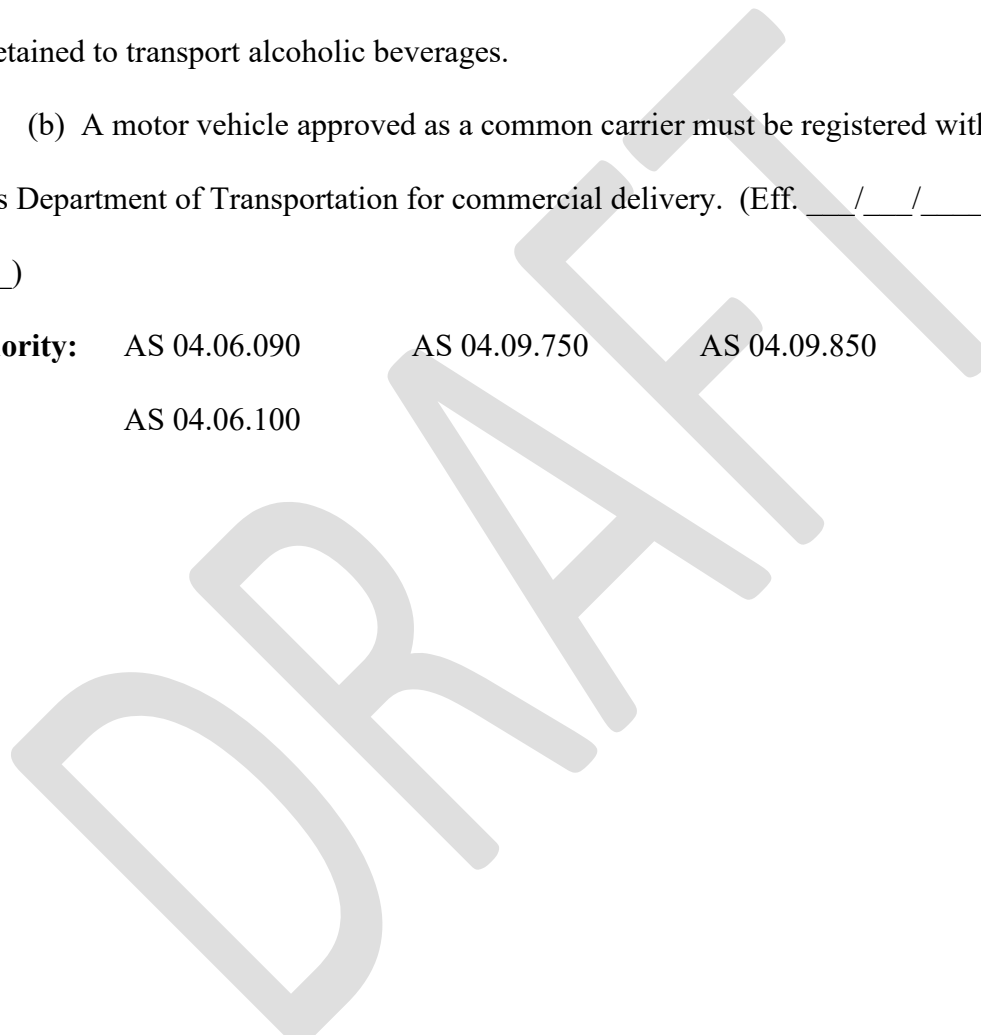 etained to transport alcoholic beverages.
(b) A motor vehicle approved as a common carrier must be registered with
s Department of Transportation for commercial delivery. (Eff. ___/___/____
_)
ority: AS 04.06.090 AS 04.09.750 AS 04.09.850
AS 04.06.100
DRAFT